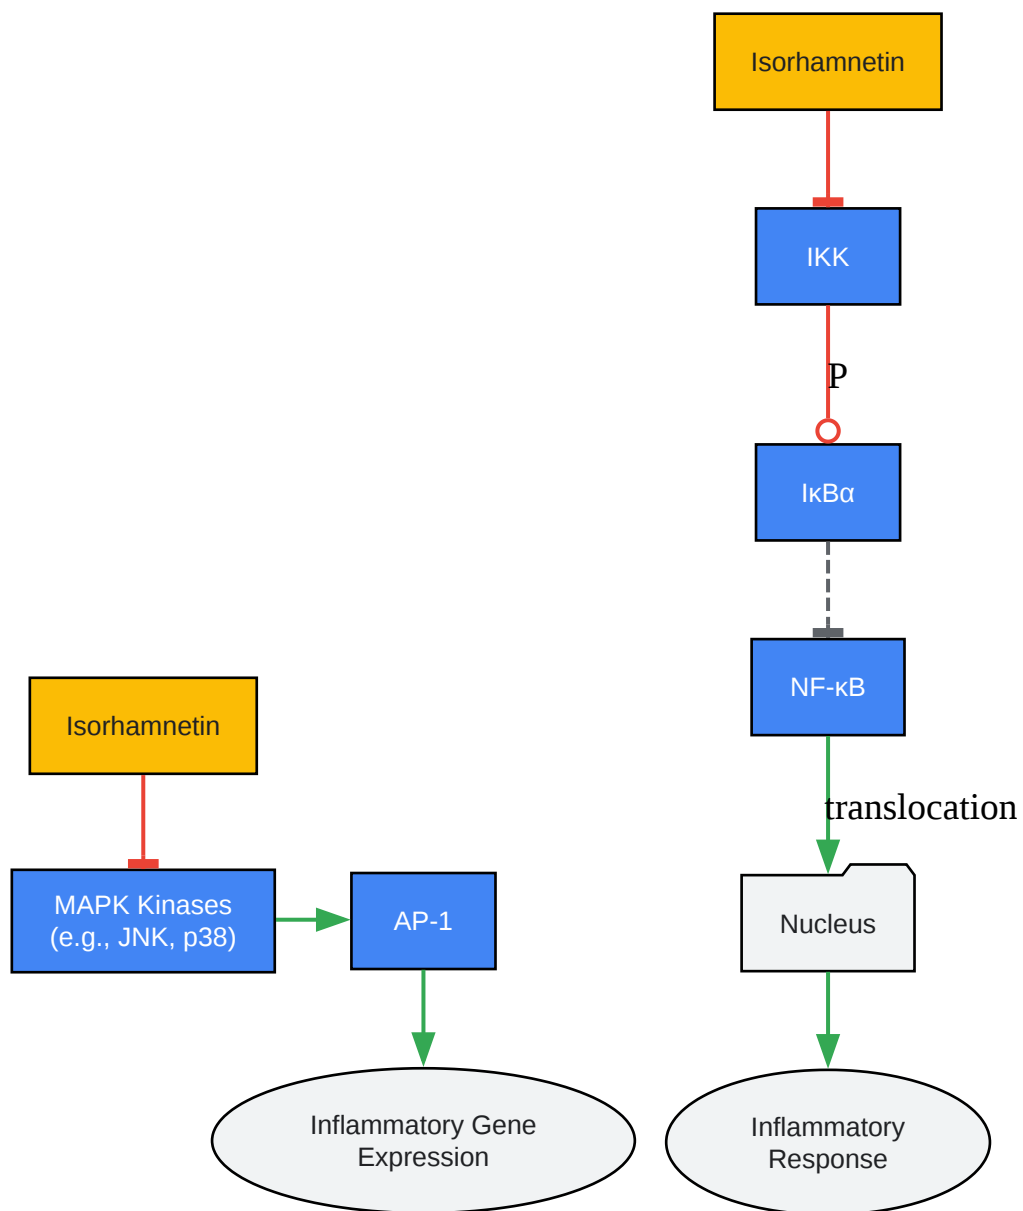 Isorhamnetin
IKK
P
IκBα
NF-κB
translocation
Nucleus
Inflammatory
Response
Isorhamnetin
MAPK Kinases
(e.g., JNK, p38)
AP-1
Inflammatory Gene
Expression